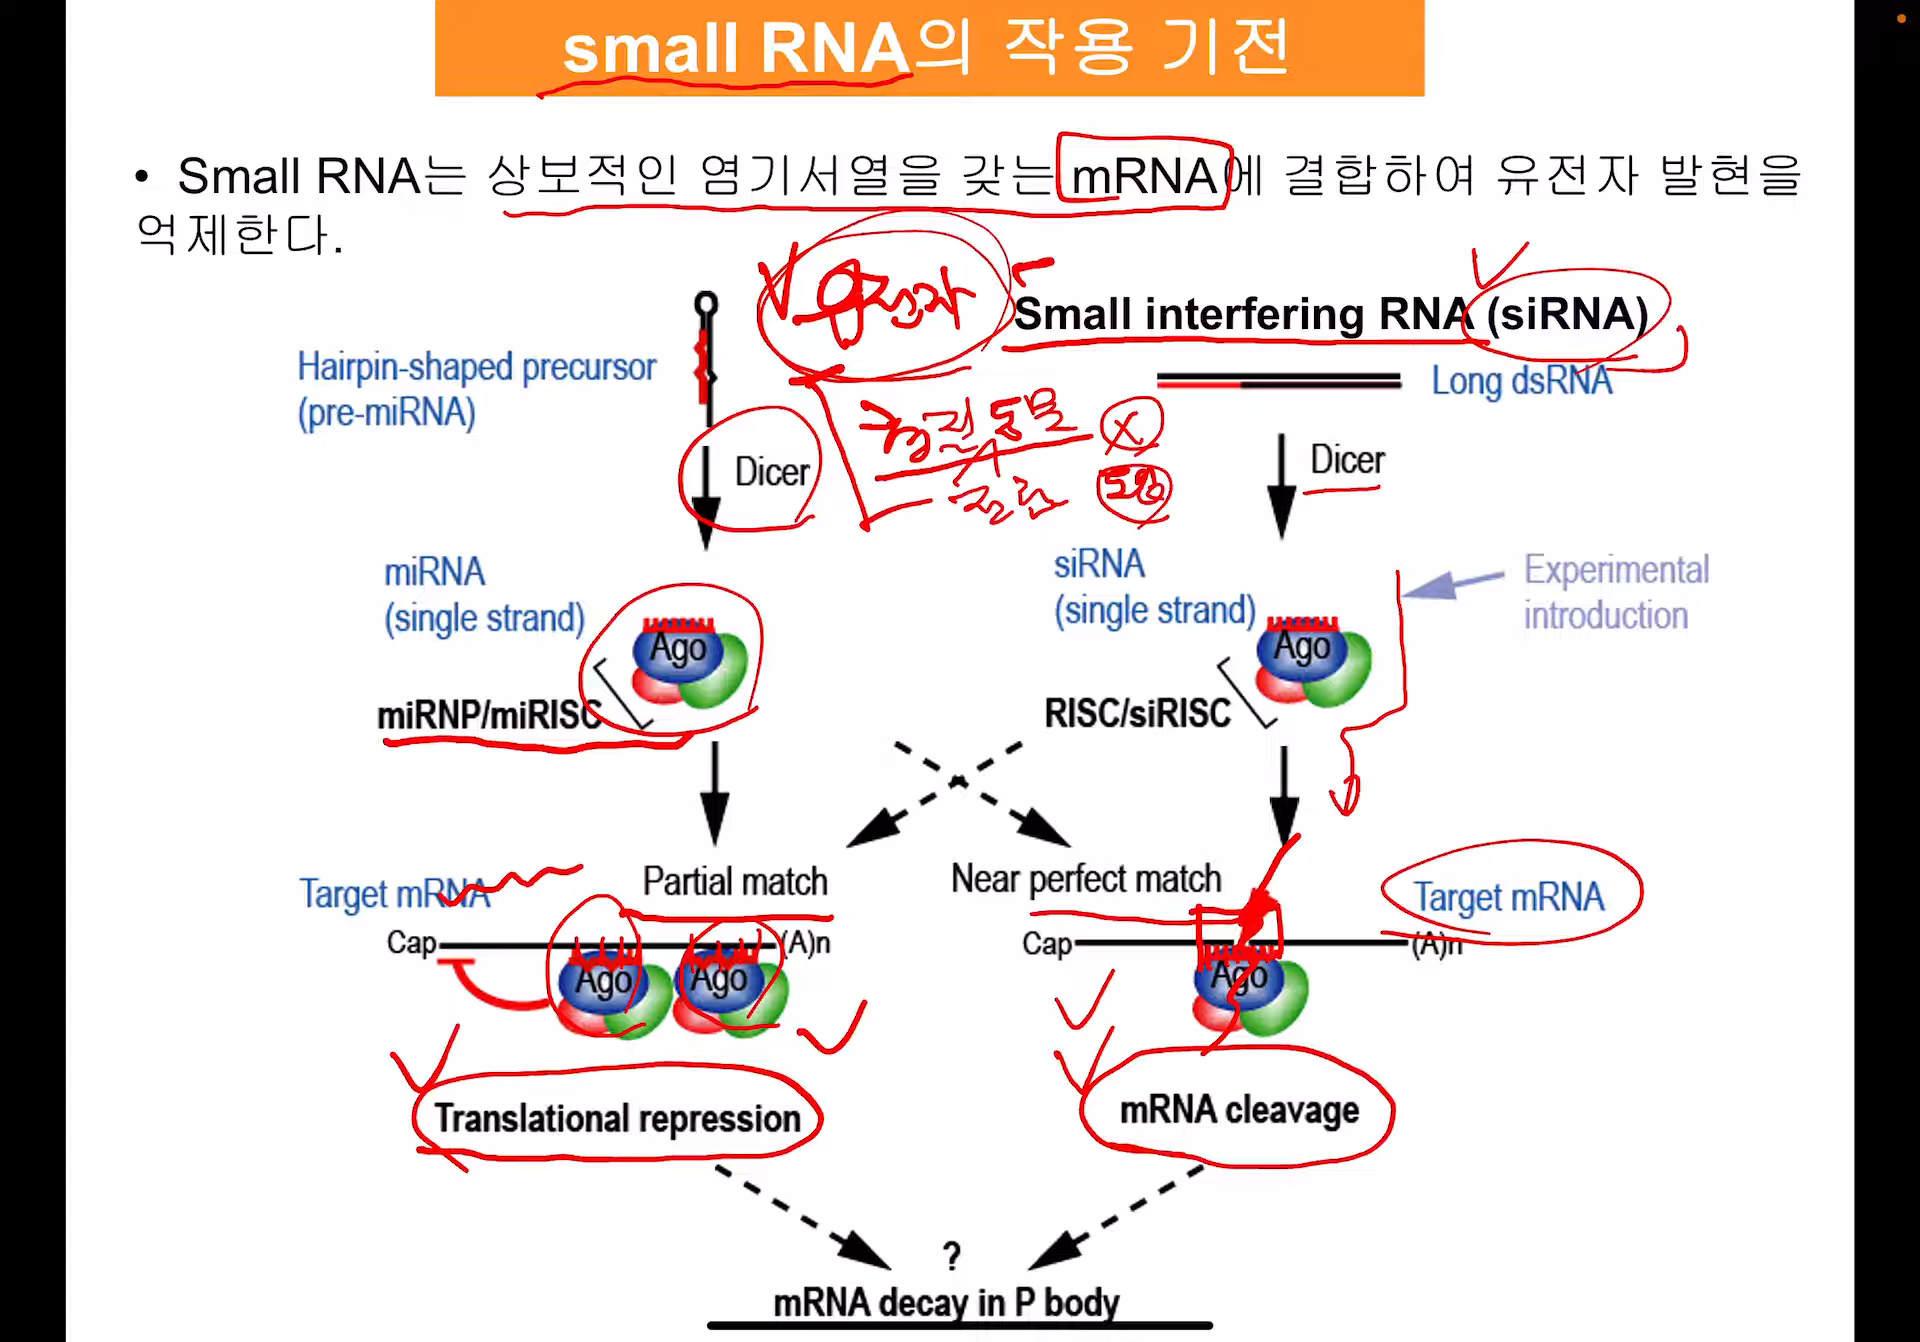 small RNA의 작용 기전
• Small RNA는 상보적인 염기서열을 갖는 mRNA에 결합하여 유전자 발현을
억제한다.
유전자
Small interfering RNA (siRNA)
Hairpin-shaped precursor
(pre-miRNA)
Long dsRNA
X
Dicer
Dicer
miRNA
(single strand)
Ago
miRNP/miRISC
siRNA
(single strand)
Ago
RISC/siRISC
Experimental
introduction
Target mRNA
Partial match
Cap
(A)n
Ago
Ago
Translational repression
Near perfect match
Target mRNA
Cap
(A)n
Ago
mRNA cleavage
?
mRNA decay in P body